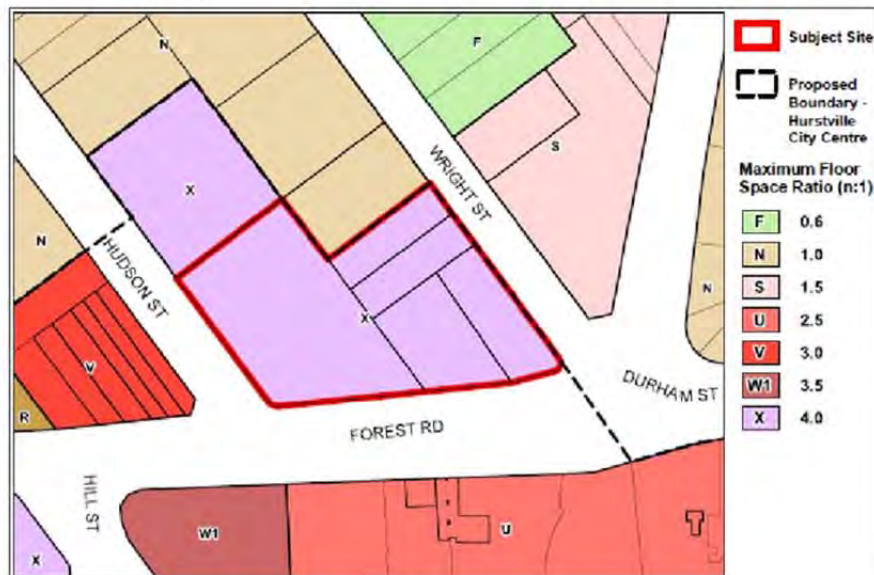 N
F
WRIGHT ST
S
X
N
HUDSON ST
V
X
N
DURHAM ST
R
FOREST RD
HILL ST
W1
U
X
Subject Site
Proposed
Boundary -
Hurstville
City Centre
Maximum Floor
Space Ratio (n:1)
F 0.6
N 1.0
S 1.5
U 2.5
V 3.0
W1 3.5
X 4.0